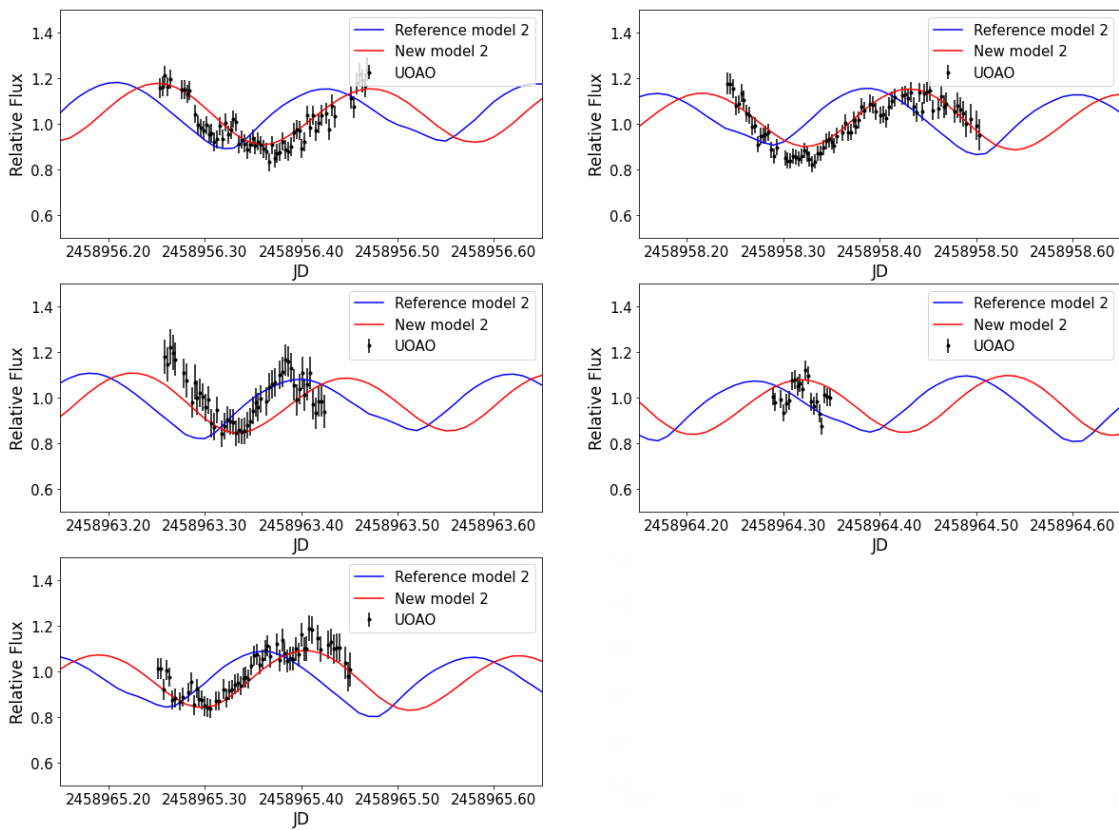 1.4
1.2
1.0
0.8
0.6
Relative Flux
Reference model 2
New model 2
UOAO
2458956.20 2458956.30 2458956.40 2458956.50 2458956.60
JD
1.4
1.2
1.0
0.8
0.6
Relative Flux
Reference model 2
New model 2
UOAO
2458958.20 2458958.30 2458958.40 2458958.50 2458958.60
JD
1.4
1.2
1.0
0.8
0.6
Relative Flux
Reference model 2
New model 2
UOAO
2458963.20 2458963.30 2458963.40 2458963.50 2458963.60
JD
1.4
1.2
1.0
0.8
0.6
Relative Flux
Reference model 2
New model 2
UOAO
2458964.20 2458964.30 2458964.40 2458964.50 2458964.60
JD
1.4
1.2
1.0
0.8
0.6
Relative Flux
Reference model 2
New model 2
UOAO
2458965.20 2458965.30 2458965.40 2458965.50 2458965.60
JD